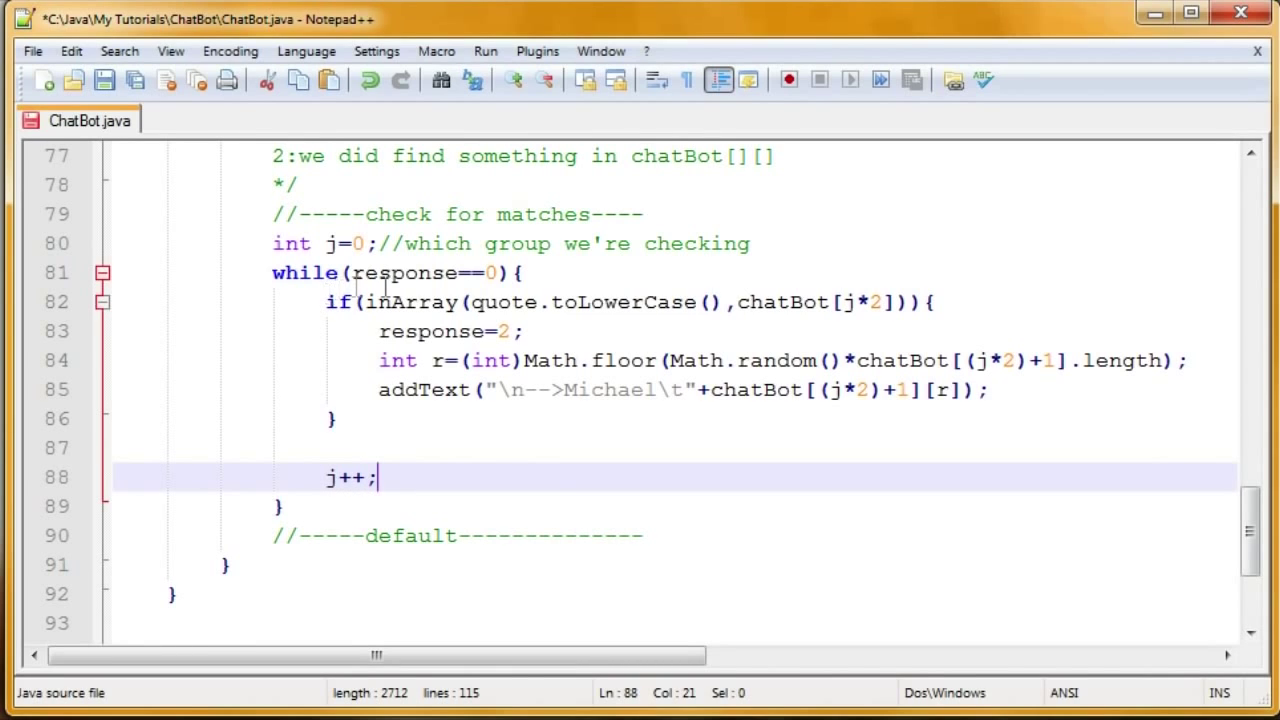 *C:\Java\My Tutorials\ChatBot\ChatBot.java - Notepad++
File Edit Search View Encoding Language Settings Macro Run Plugins Window ? X
ABC
ChatBot.java
77 2:we did find something in chatBot[][]
78 */
79 //-----check for matches----
80 int j=0;//which group we're checking
81 while(response==0){
82 if(inArray(quote.toLowerCase(),chatBot[j*2])){
83 response=2;
84 int r=(int)Math.floor(Math.random()*chatBot[(j*2)+1].length);
85 addText("\n-->Michael\t"+chatBot[(j*2)+1][r]);
86 }
87
88 j++;
89 }
90 //-----default--------------
91 }
92 }
93
Java source file length : 2712 lines : 115 Ln : 88 Col : 21 Sel : 0 Dos\Windows ANSI INS